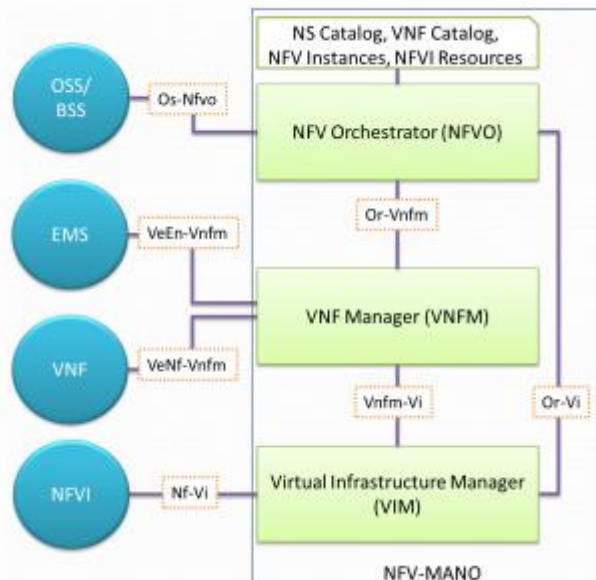 NS Catalog, VNF Catalog,
NFV Instances, NFVI Resources
OSS/
BSS
Os-Nfvo
NFV Orchestrator (NFVO)
Or-Vnfm
EMS
VeEn-Vnfm
VNF Manager (VNFM)
VNF
VeNf-Vnfm
Vnfm-Vi
Or-Vi
NFVI
Nf-Vi
Virtual Infrastructure Manager
(VIM)
NFV-MANO